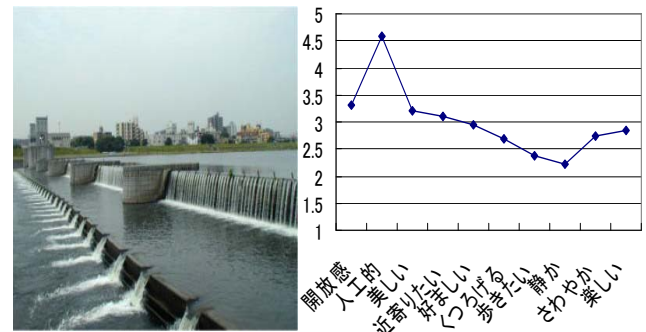 5
4.5
4
3.5
3
2.5
2
1.5
1
開放感
人工的
美しい
近寄りたい
好ましい
くつろげる
歩きたい
静か
さわやか
楽しい